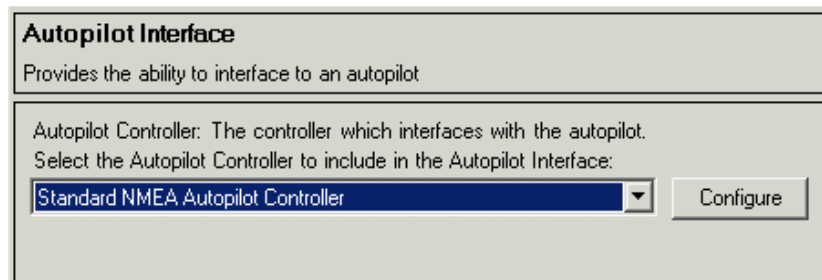 Autopilot Interface
Provides the ability to interface to an autopilot
Autopilot Controller: The controller which interfaces with the autopilot.
Select the Autopilot Controller to include in the Autopilot Interface:
Standard NMEA Autopilot Controller
Configure